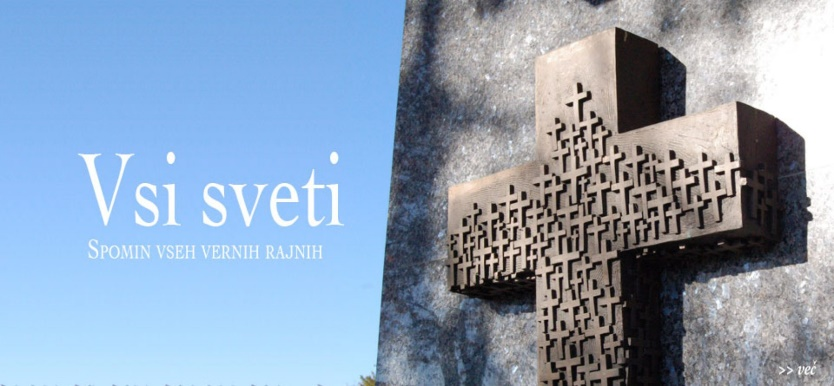 Vsi sveti
Spomin vseh vernih rajnih
>> več